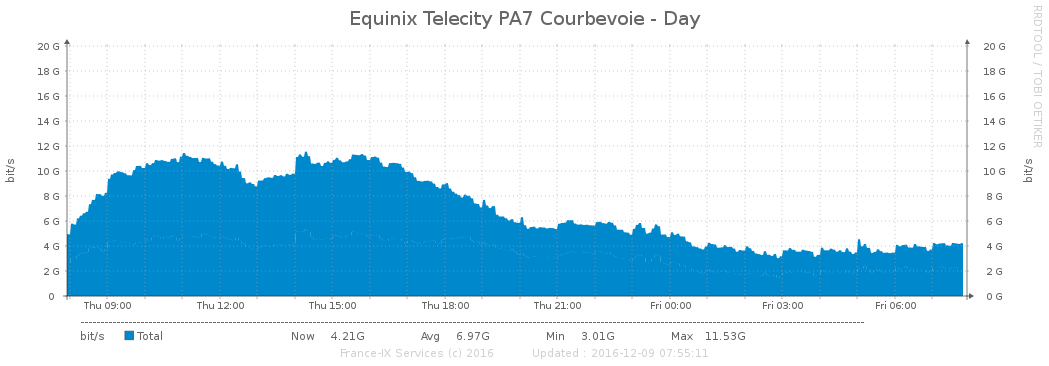 Equinix Telecity PA7 Courbevoie - Day
RRDTOOL / TOBI OETIKER
bit/s
20 G
18 G
16 G
14 G
12 G
10 G
8 G
6 G
4 G
2 G
0
20 G
18 G
16 G
14 G
12 G
10 G
8 G
6 G
4 G
2 G
0 G
bit/s
Thu 09:00 Thu 12:00 Thu 15:00 Thu 18:00 Thu 21:00 Fri 00:00 Fri 03:00 Fri 06:00
bit/s Total Now 4.21G Avg 6.97G Min 3.01G Max 11.53G
France-IX Services (c) 2016 Updated : 2016-12-09 07:55:11